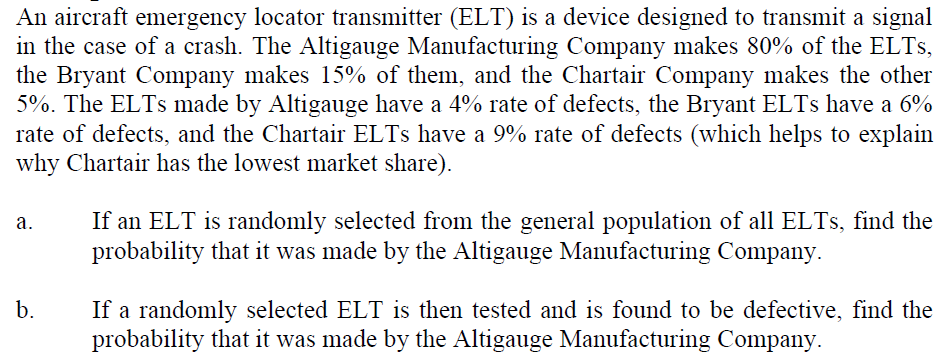 An aircraft emergency locator transmitter (ELT) is a device designed to transmit a signal
in the case of a crash. The Altigauge Manufacturing Company makes 80% of the ELTs,
the Bryant Company makes 15% of them, and the Chartair Company makes the other
5%. The ELTs made by Altigauge have a 4% rate of defects, the Bryant ELTs have a 6%
rate of defects, and the Chartair ELTs have a 9% rate of defects (which helps to explain
why Chartair has the lowest market share).
a. If an ELT is randomly selected from the general population of all ELTs, find the
probability that it was made by the Altigauge Manufacturing Company.
b. If a randomly selected ELT is then tested and is found to be defective, find the
probability that it was made by the Altigauge Manufacturing Company.